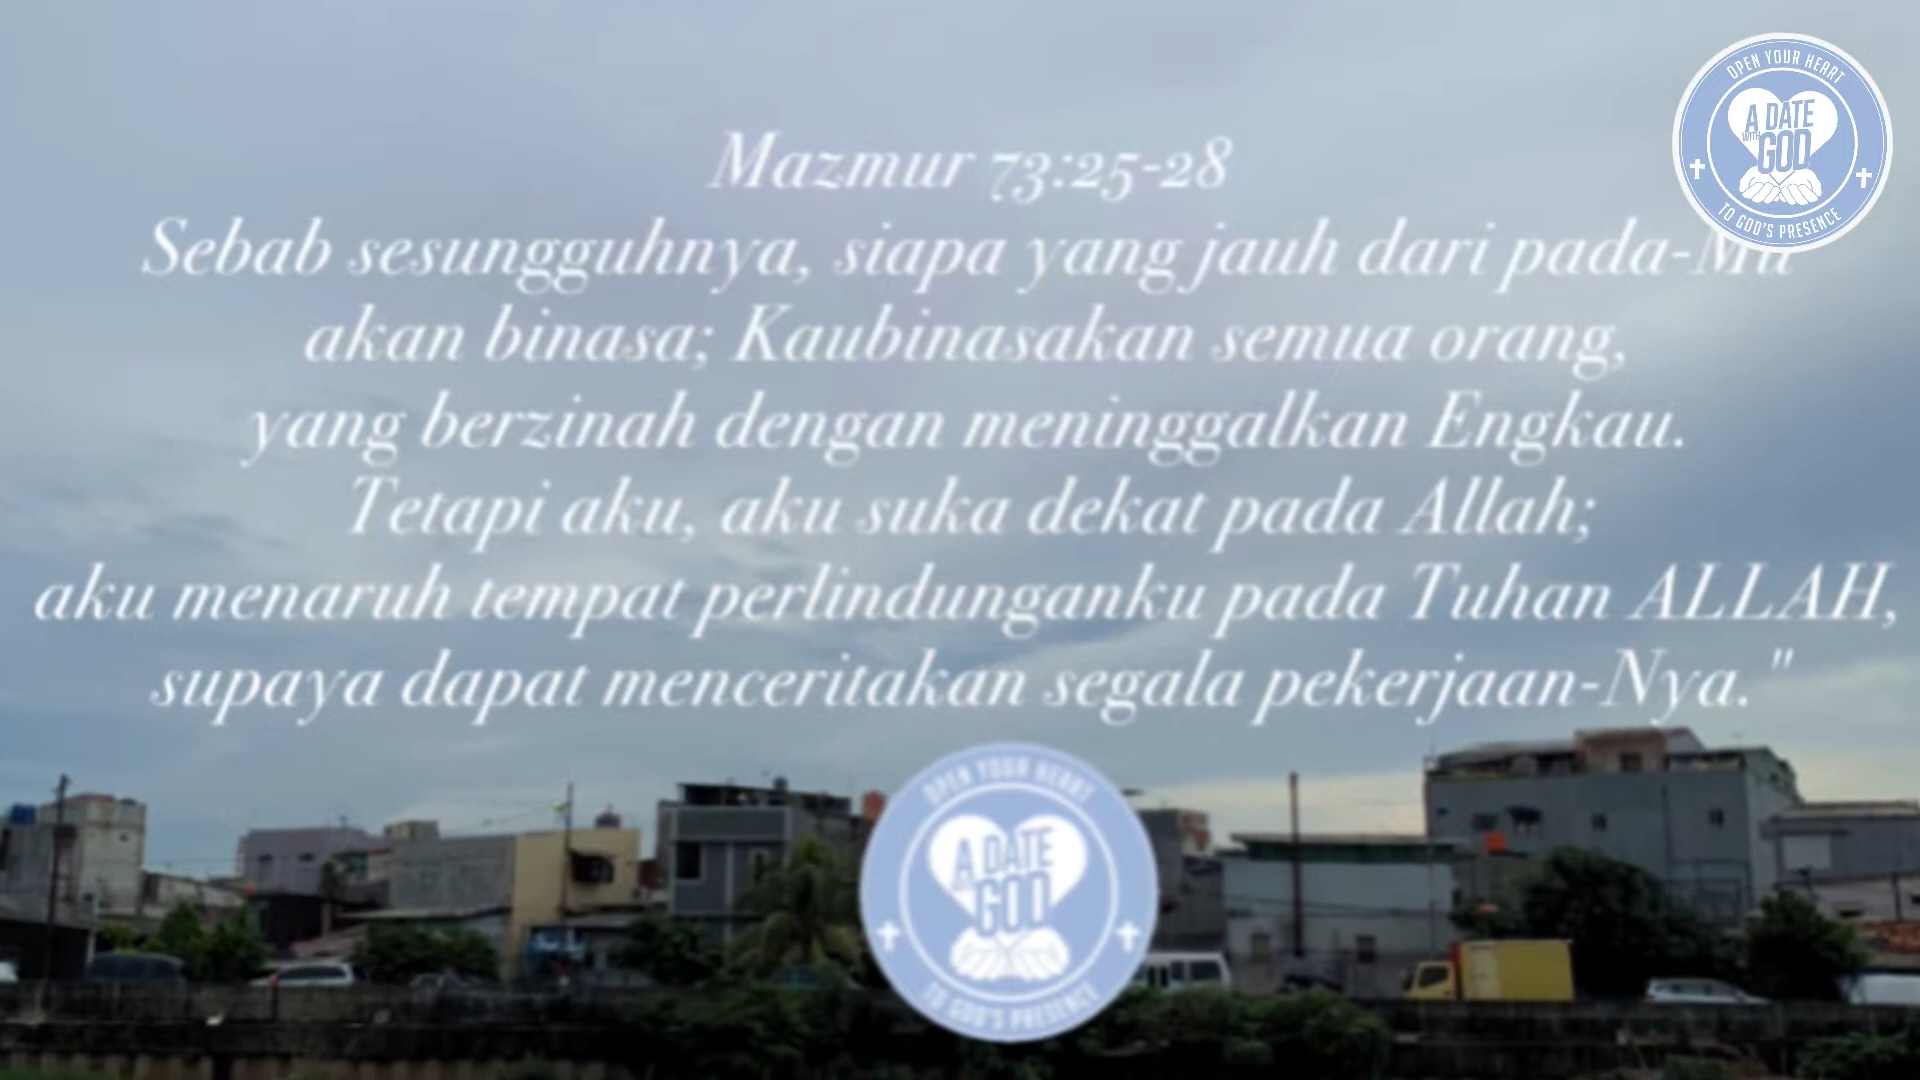 OPEN YOUR HEART
A DATE
WITH
GOD
TO GOD'S PRESENCE
Mazmur 73:25-28
Sebab sesungguhnya, siapa yang jauh dari pada-Mu
akan binasa; Kaubinasakan semua orang,
yang berzinah dengan meninggalkan Engkau.
Tetapi aku, aku suka dekat pada Allah;
aku menaruh tempat perlindunganku pada Tuhan ALLAH,
supaya dapat menceritakan segala pekerjaan-Nya."
OPEN YOUR HEART
A DATE
GOD
TO GOD'S PRESENCE